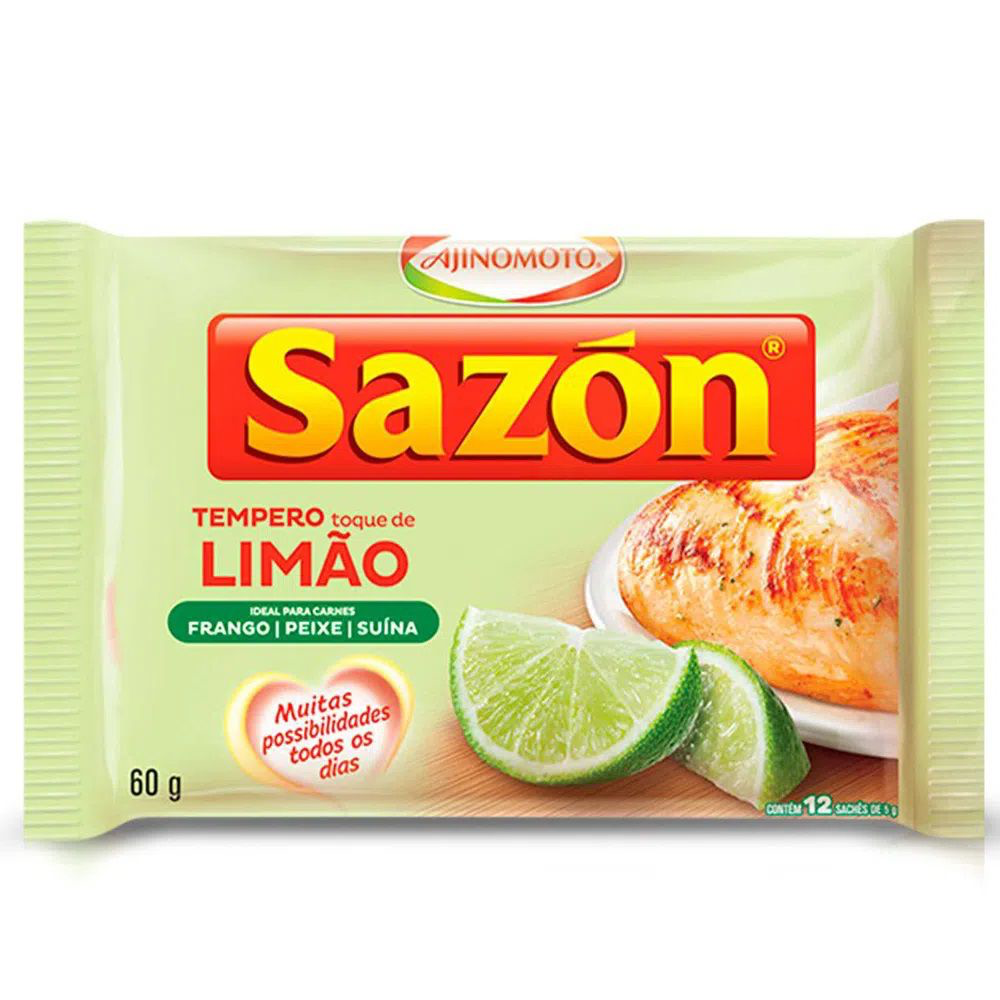 AJINOMOTO®
Sazón®
TEMPERO toque de
LIMÃO
IDEAL PARA CARNES
FRANGO | PEIXE | SUÍNA
Muitas
possibilidades
todos os
dias
60 g
CONTÉM 12 SACHÊS DE 5 g